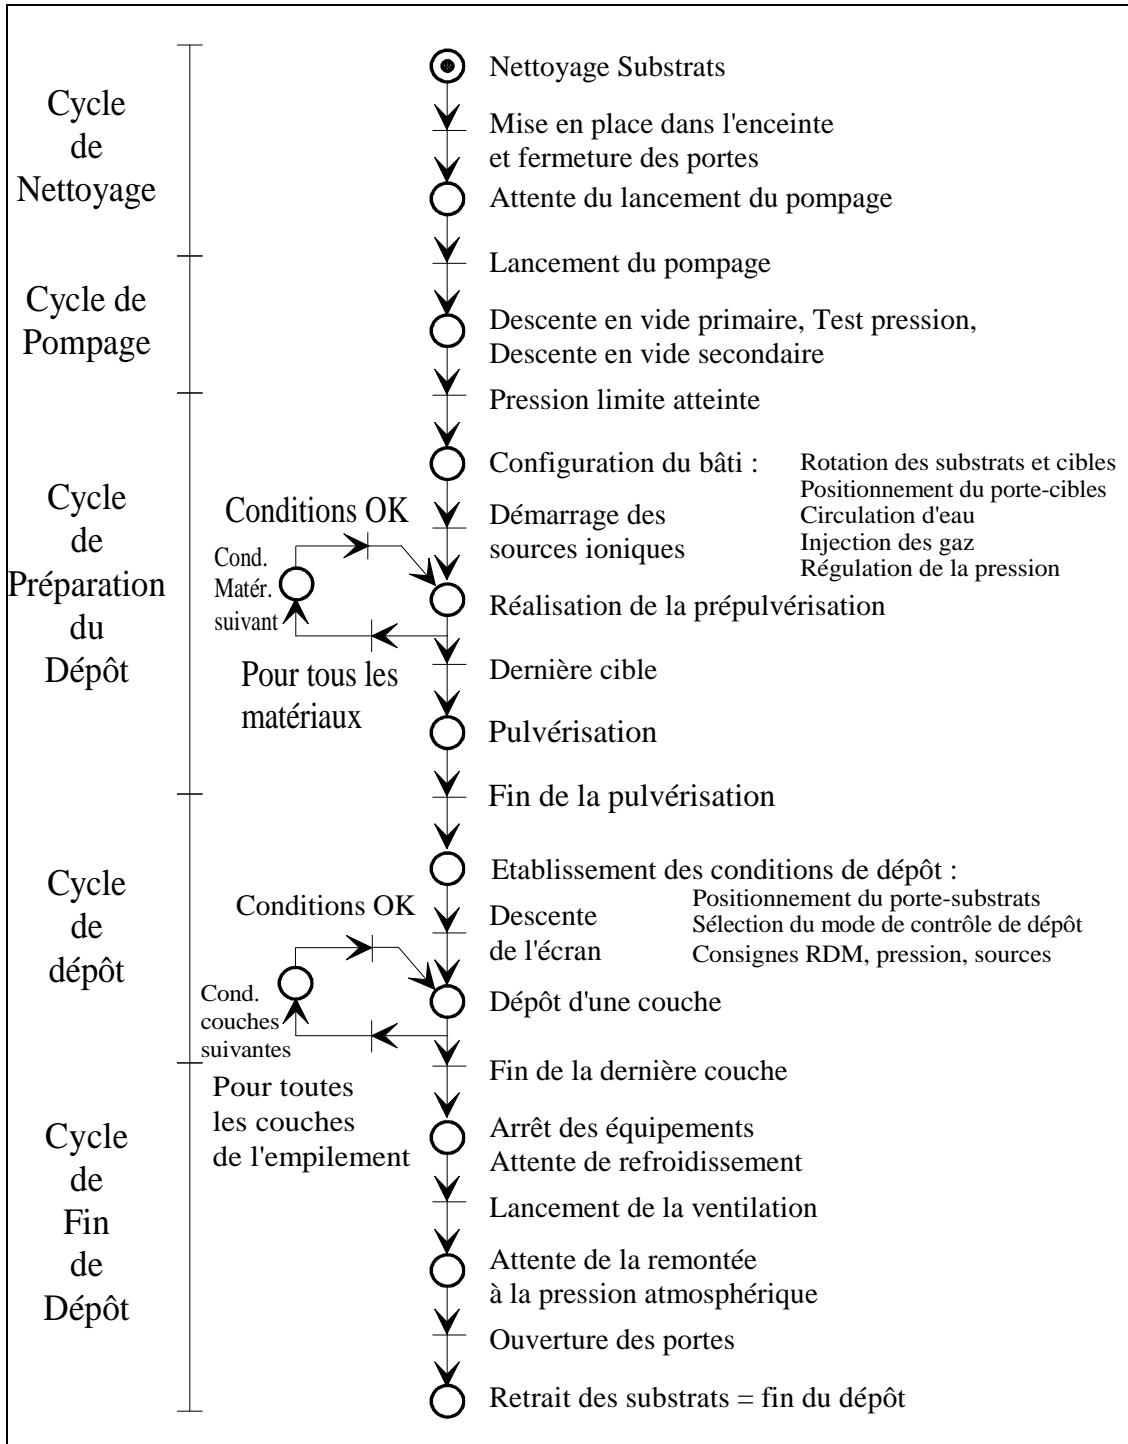 Cycle
de
Nettoyage
Nettoyage Substrats
Mise en place dans l'enceinte
et fermeture des portes
Attente du lancement du pompage
Lancement du pompage
Cycle de
Pompage
Descente en vide primaire, Test pression,
Descente en vide secondaire
Pression limite atteinte
Cycle
de
Préparation
du
Dépôt
Configuration du bâti :
Rotation des substrats et cibles
Positionnement du porte-cibles
Circulation d'eau
Injection des gaz
Régulation de la pression
Démarrage des
sources ioniques
Conditions OK
Cond.
Matér.
suivant
Réalisation de la prépulvérisation
Pour tous les
matériaux
Dernière cible
Pulvérisation
Fin de la pulvérisation
Cycle
de
dépôt
Etablissement des conditions de dépôt :
Positionnement du porte-substrats
Sélection du mode de contrôle de dépôt
Consignes RDM, pression, sources
Descente
de l'écran
Conditions OK
Cond.
couches
suivantes
Dépôt d'une couche
Fin de la dernière couche
Pour toutes
les couches
de l'empilement
Cycle
de
Fin
de
Dépôt
Arrêt des équipements
Attente de refroidissement
Lancement de la ventilation
Attente de la remontée
à la pression atmosphérique
Ouverture des portes
Retrait des substrats = fin du dépôt